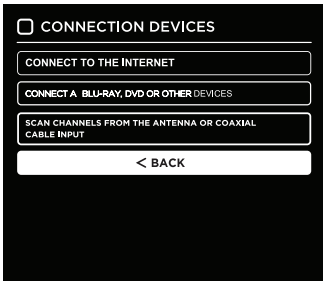 CONNECTION DEVICES
CONNECT TO THE INTERNET
CONNECT A BLU-RAY, DVD OR OTHER DEVICES
SCAN CHANNELS FROM THE ANTENNA OR COAXIAL
CABLE INPUT
< BACK